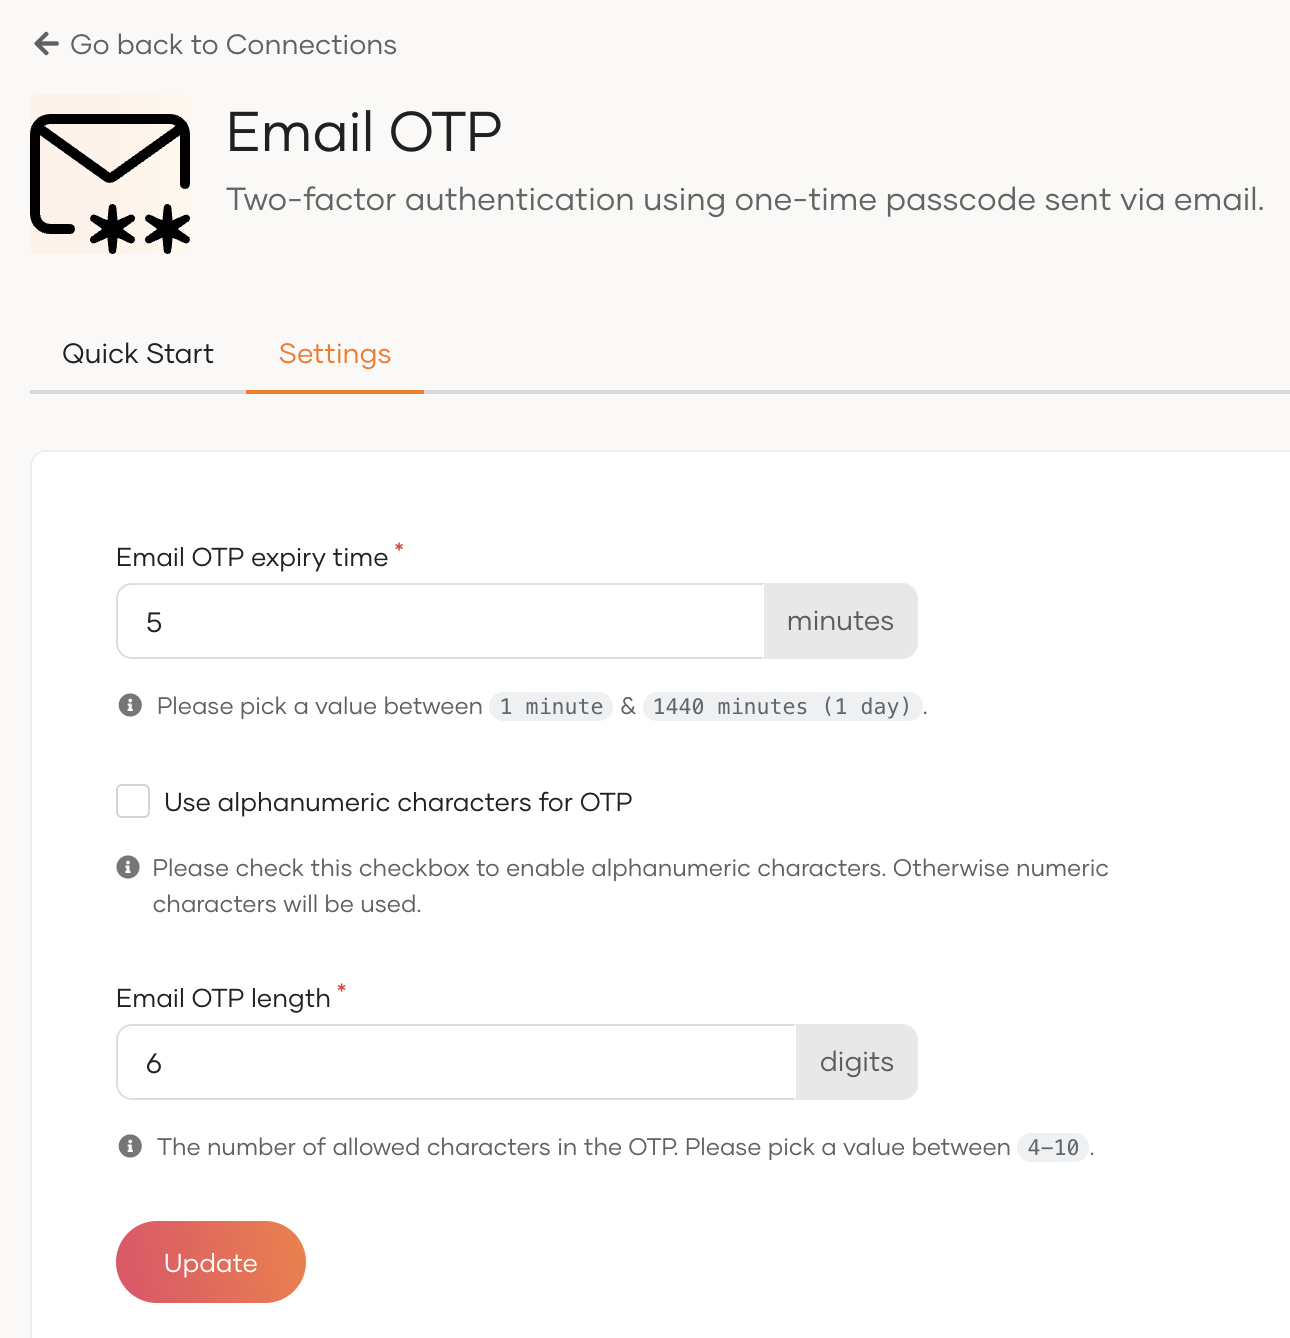 Go back to Connections
Email OTP
Two-factor authentication using one-time passcode sent via email.
Quick Start
Settings
Email OTP expiry time *
5
minutes
Please pick a value between 1 minute & 1440 minutes (1 day).
Use alphanumeric characters for OTP
Please check this checkbox to enable alphanumeric characters. Otherwise numeric
characters will be used.
Email OTP length *
6
digits
The number of allowed characters in the OTP. Please pick a value between 4–10.
Update